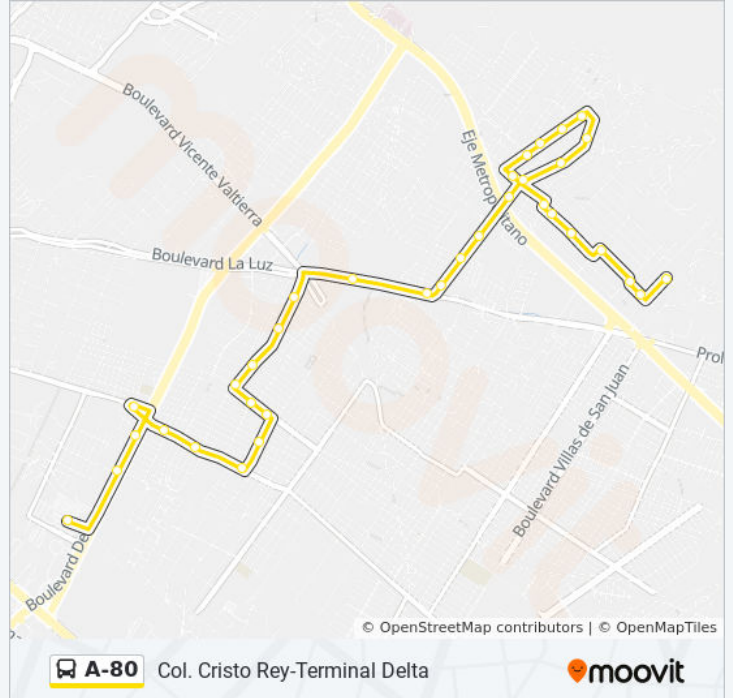 Boulevard Vicente Valtierra
Eje Metropolitano
Boulevard La Luz
Prol
Boulevard Villas de San Juan
Boulevard De
© OpenStreetMap contributors | © OpenMapTiles
A-80 Col. Cristo Rey-Terminal Delta
moovit
moovit